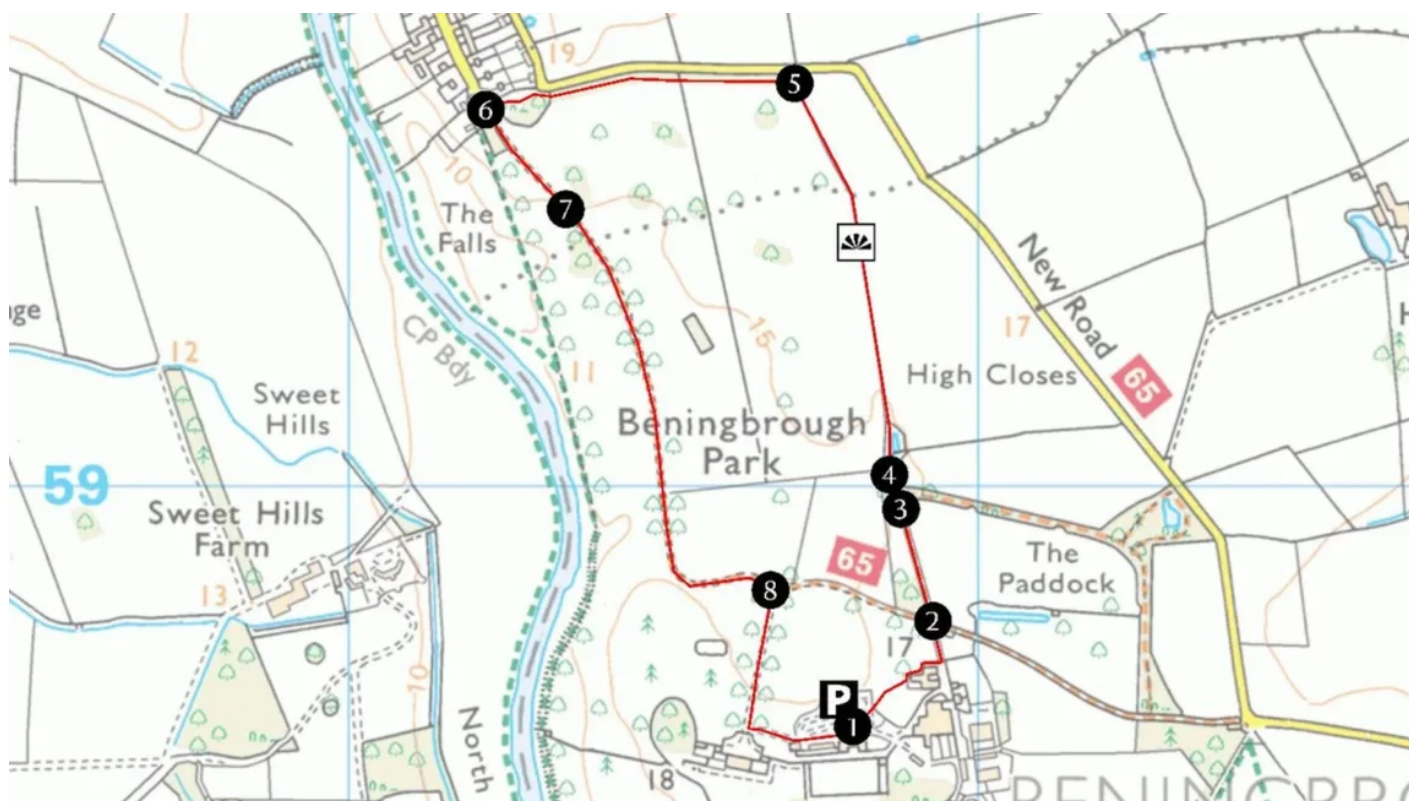 19
5
6
10
7
The
Falls
New Road
ge
CP Bdy
17
12
15
65
High Closes
11
Sweet
Hills
Beningbrough
Park
59
4
3
Sweet Hills
Farm
65
The
Paddock
8
13
2
17
10
P
1
North
18